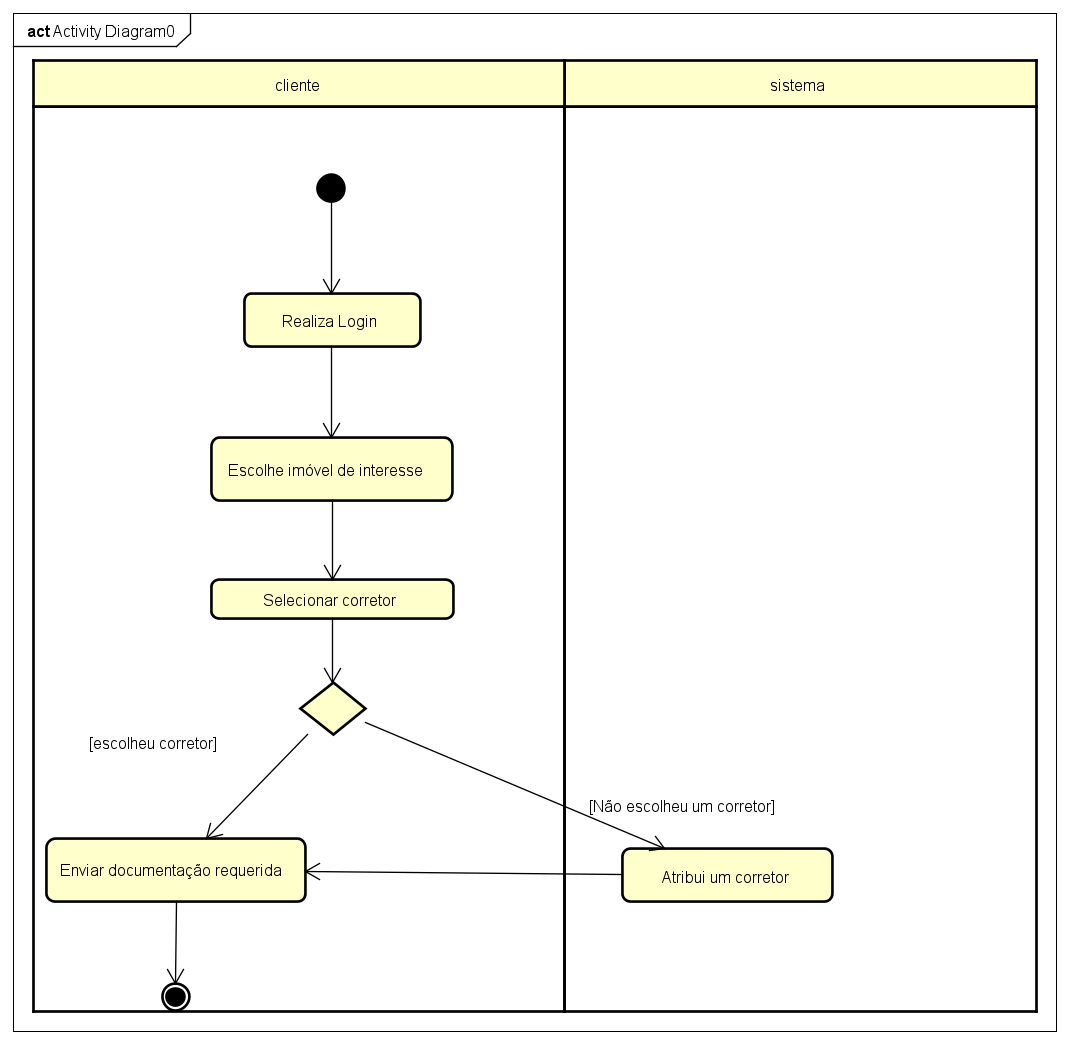 act Activity Diagram0
cliente
sistema
Realiza Login
Escolhe imóvel de interesse
Selecionar corretor
[escolheu corretor]
[Não escolheu um corretor]
Enviar documentação requerida
Atribui um corretor